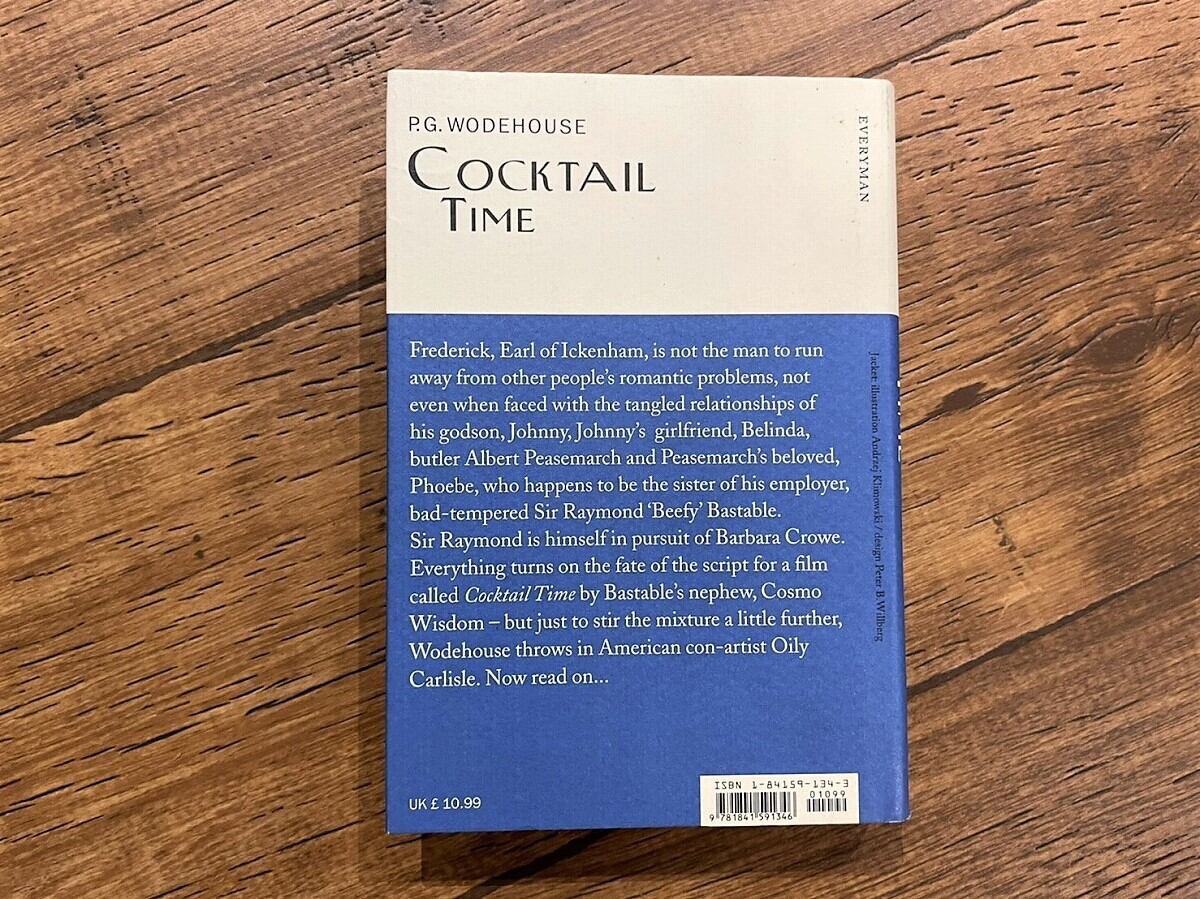 P.G. WODEHOUSE
COCKTAIL
TIME
EVERYMAN
Frederick, Earl of Ickenham, is not the man to run
away from other people's romantic problems, not
even when faced with the tangled relationships of
his godson, Johnny, Johnny's girlfriend, Belinda,
butler Albert Peasemarch and Peasemarch's beloved,
Phoebe, who happens to be the sister of his employer,
bad-tempered Sir Raymond ‘Beefy’ Bastable.
Sir Raymond is himself in pursuit of Barbara Crowe.
Everything turns on the fate of the script for a film
called Cocktail Time by Bastable's nephew, Cosmo
Wisdom – but just to stir the mixture a little further,
Wodehouse throws in American con-artist Oily
Carlisle. Now read on...
Jacket: illustration Andrzej Klimowski / design Peter B. Willberg
UK £ 10.99
ISBN 1-84159-134-3
01099
9 781841 591346